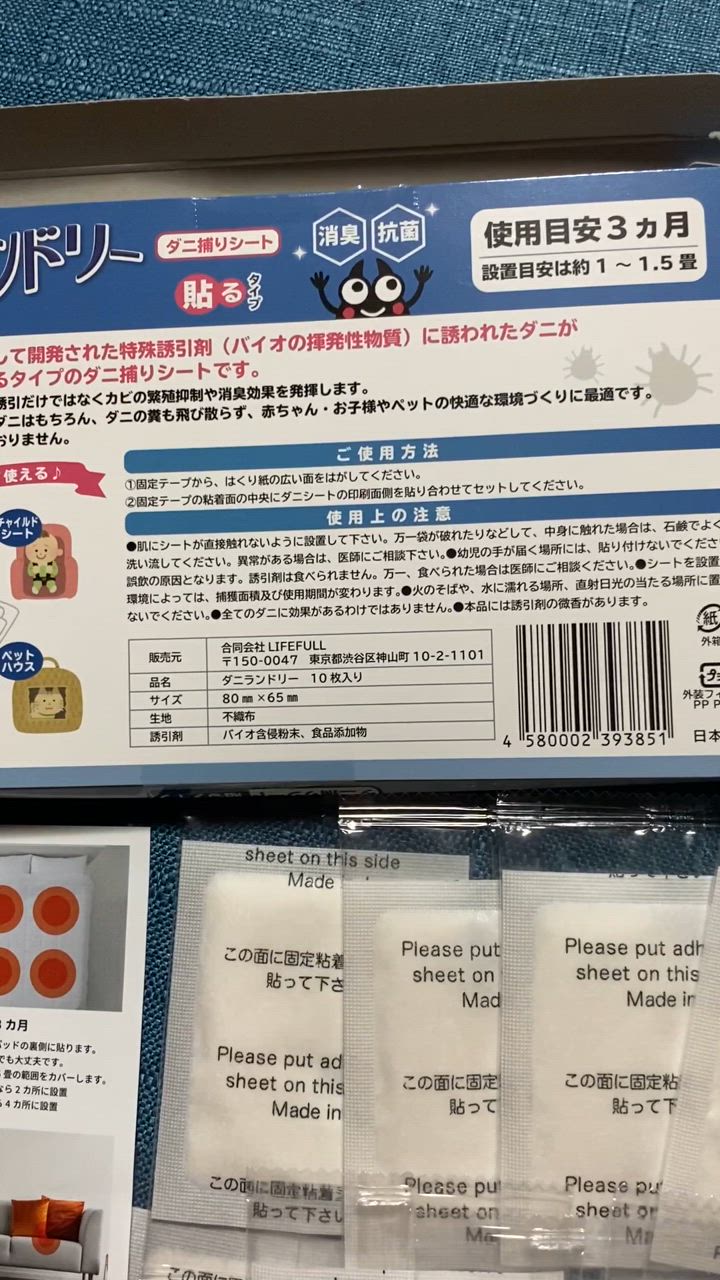 ンドリー
ダニ捕りシート
貼るタイプ
消臭
抗菌
使用目安3ヵ月
設置目安は約1～1.5畳
して開発された特殊誘引剤（バイオの揮発性物質）に誘われたダニが
るタイプのダニ捕りシートです。
誘引だけではなくカビの繁殖抑制や消臭効果を発揮します。
ダニはもちろん、ダニの糞も飛び散らず、赤ちゃん・お子様やペットの快適な環境づくりに最適です。
おりません。
使える♪
チャイルド
シート
ペット
ハウス
ご使用方法
①固定テープから、はくり紙の広い面をはがしてください。
②固定テープの粘着面の中央にダニシートの印刷面側を貼り合わせてセットしてください。
使用上の注意
●肌にシートが直接触れないように設置して下さい。万一袋が破れたりなどして、中身に触れた場合は、石鹸でよく
洗い流してください。異常がある場合は、医師にご相談下さい。●幼児の手が届く場所には、貼り付けないでくださ
誤飲の原因となります。誘引剤は食べられません。万一、食べられた場合は医師にご相談ください。●シートを設置
環境によっては、捕獲面積及び使用期間が変わります。●火のそばや、水に濡れる場所、直射日光の当たる場所に置
ないでください。●全てのダニに効果があるわけではありません。●本品には誘引剤の微香があります。
販売元 合同会社 LIFEFULL
〒150-0047 東京都渋谷区神山町 10-2-1101
品名 ダニランドリー 10枚入り
サイズ 80㎜×65㎜
生地 不織布
誘引剤 バイオ含侵粉末、食品添加物
4 580002 393851
紙
外箱
外装フィ
PP P
日本
カ月
ッドの裏側に貼ります。
でも大丈夫です。
畳の範囲をカバーします。
なら2カ所に設置
4カ所に設置
sheet on this side
Made
この面に固定粘着
貼って下さ
Please put ad
sheet on this
Made in
この面に固定粘着
貼って下さい
この面に固定
Please put
sheet on
Mad
この面に固定
貼って
Please put
sheet on
Ma
Please put adh
sheet on this
Made in
この面に固定粘
貼って下
Please pu
sheet or
Ma